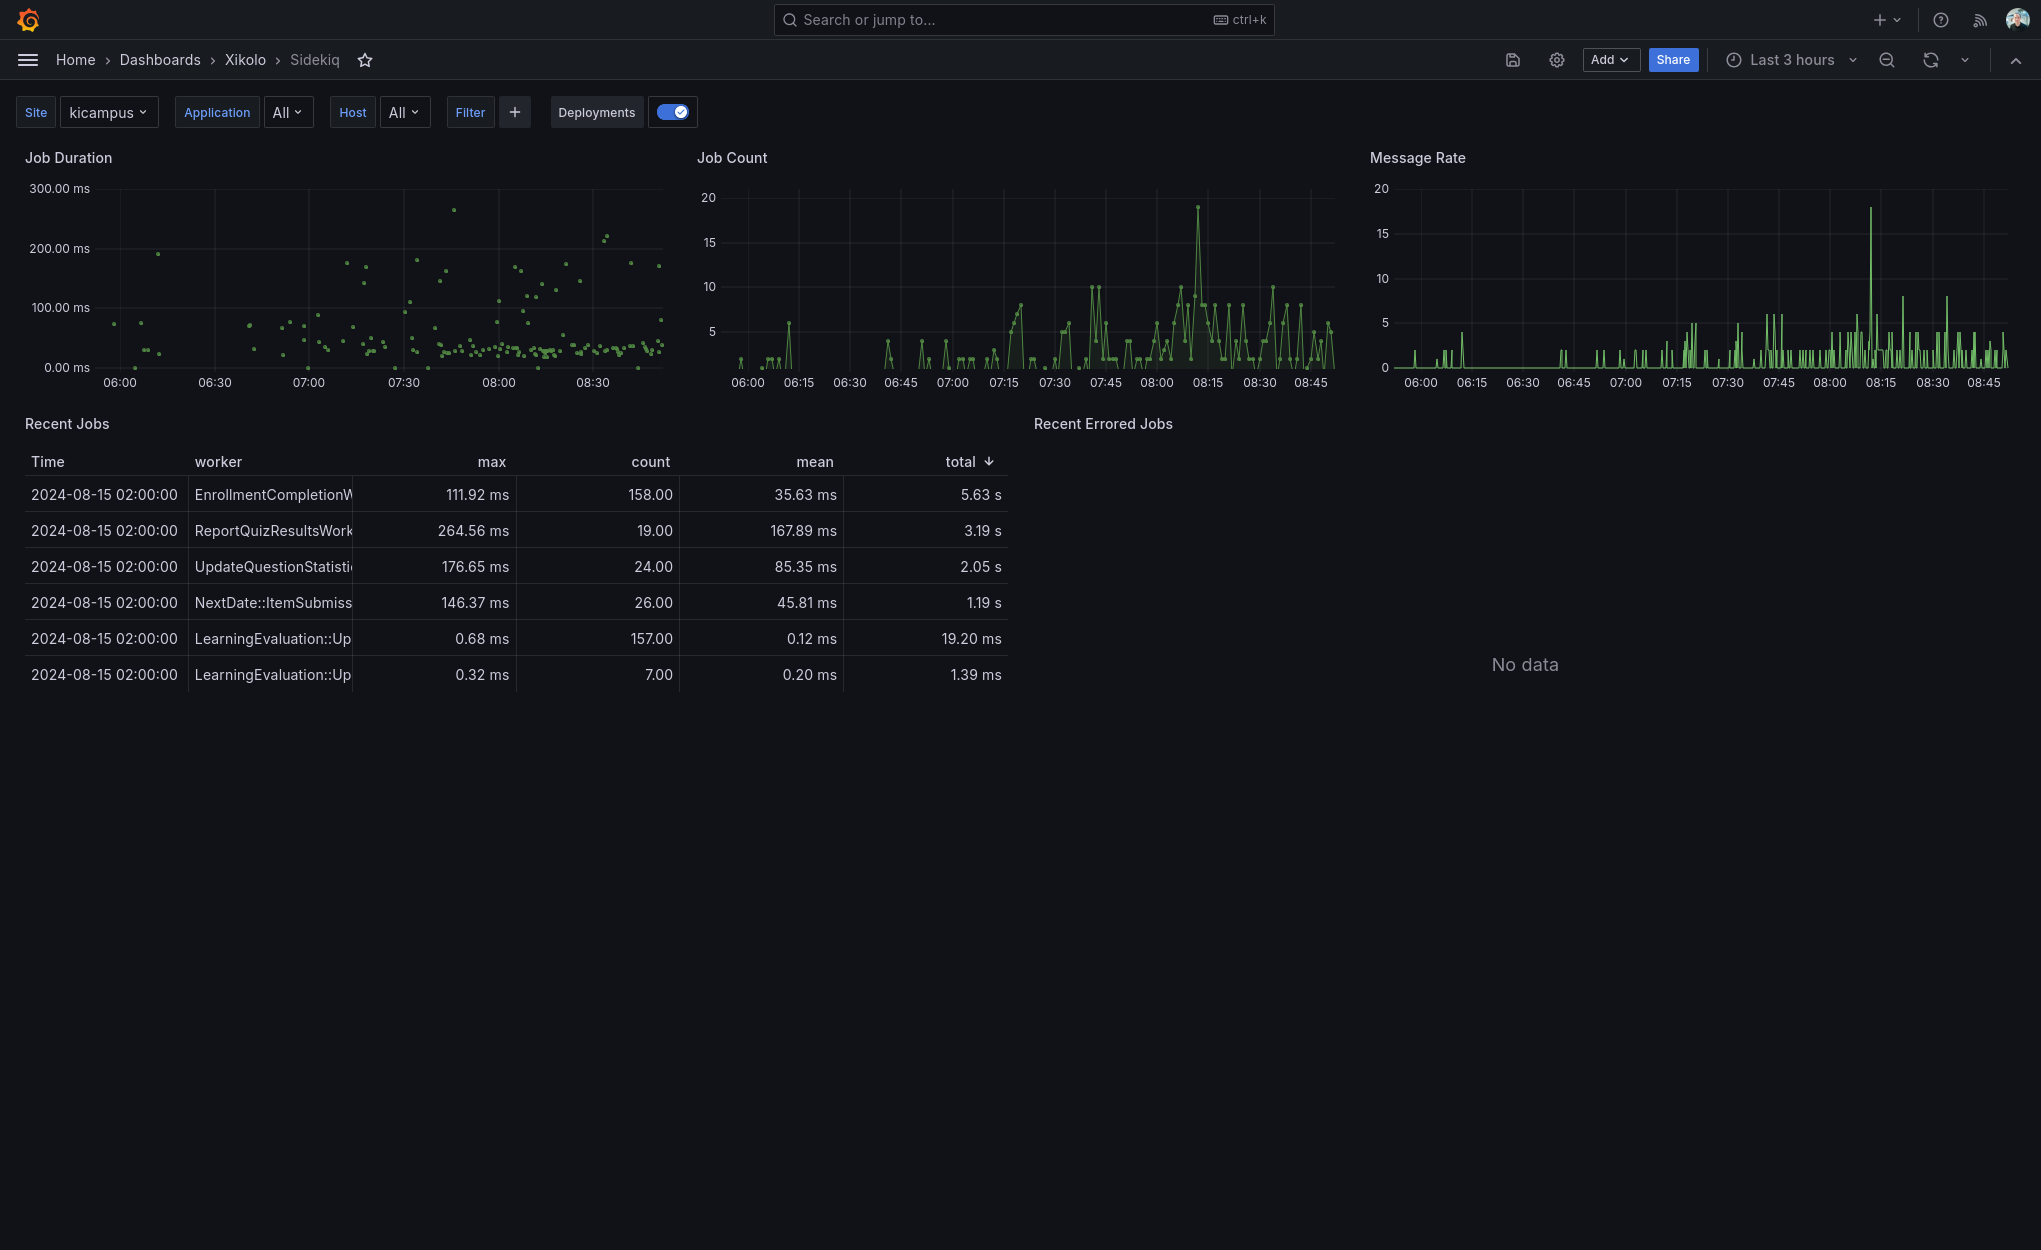 Search or jump to... ctrl+k
Home › Dashboards › Xikolo › Sidekiq
Add
Share
Last 3 hours
Site kicampus Application All Host All Filter + Deployments
Job Duration
300.00 ms
200.00 ms
100.00 ms
0.00 ms
06:00 06:30 07:00 07:30 08:00 08:30
Job Count
20
15
10
5
06:00 06:15 06:30 06:45 07:00 07:15 07:30 07:45 08:00 08:15 08:30 08:45
Message Rate
20
15
10
5
0
06:00 06:15 06:30 06:45 07:00 07:15 07:30 07:45 08:00 08:15 08:30 08:45
Recent Jobs
Time worker max count mean total
2024-08-15 02:00:00 EnrollmentCompletionW 111.92 ms 158.00 35.63 ms 5.63 s
2024-08-15 02:00:00 ReportQuizResultsWork 264.56 ms 19.00 167.89 ms 3.19 s
2024-08-15 02:00:00 UpdateQuestionStatisti 176.65 ms 24.00 85.35 ms 2.05 s
2024-08-15 02:00:00 NextDate::ItemSubmiss 146.37 ms 26.00 45.81 ms 1.19 s
2024-08-15 02:00:00 LearningEvaluation::Up 0.68 ms 157.00 0.12 ms 19.20 ms
2024-08-15 02:00:00 LearningEvaluation::Up 0.32 ms 7.00 0.20 ms 1.39 ms
Recent Errored Jobs
No data